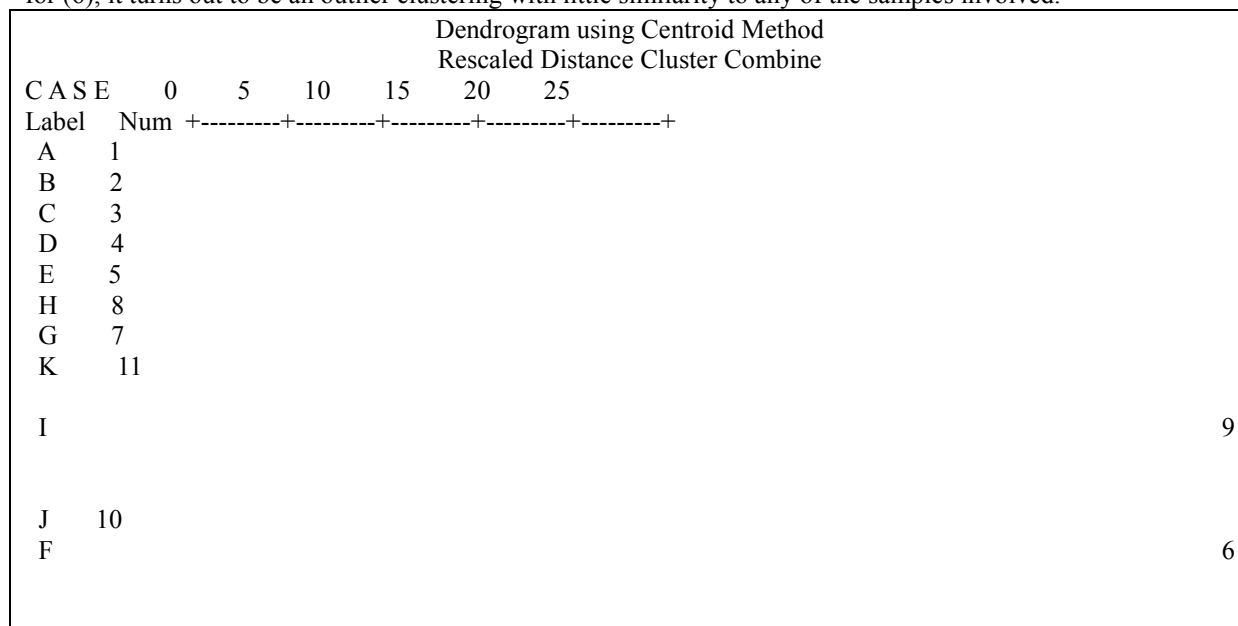 for (6), it turns out to be an outlier clustering with little similarity to any of the samples involved.
Dendrogram using Centroid Method
Rescaled Distance Cluster Combine
C A S E 0 5 10 15 20 25
Label Num +---------+---------+---------+---------+---------+
A 1
B 2
C 3
D 4
E 5
H 8
G 7
K 11
I 9
J 10
F 6